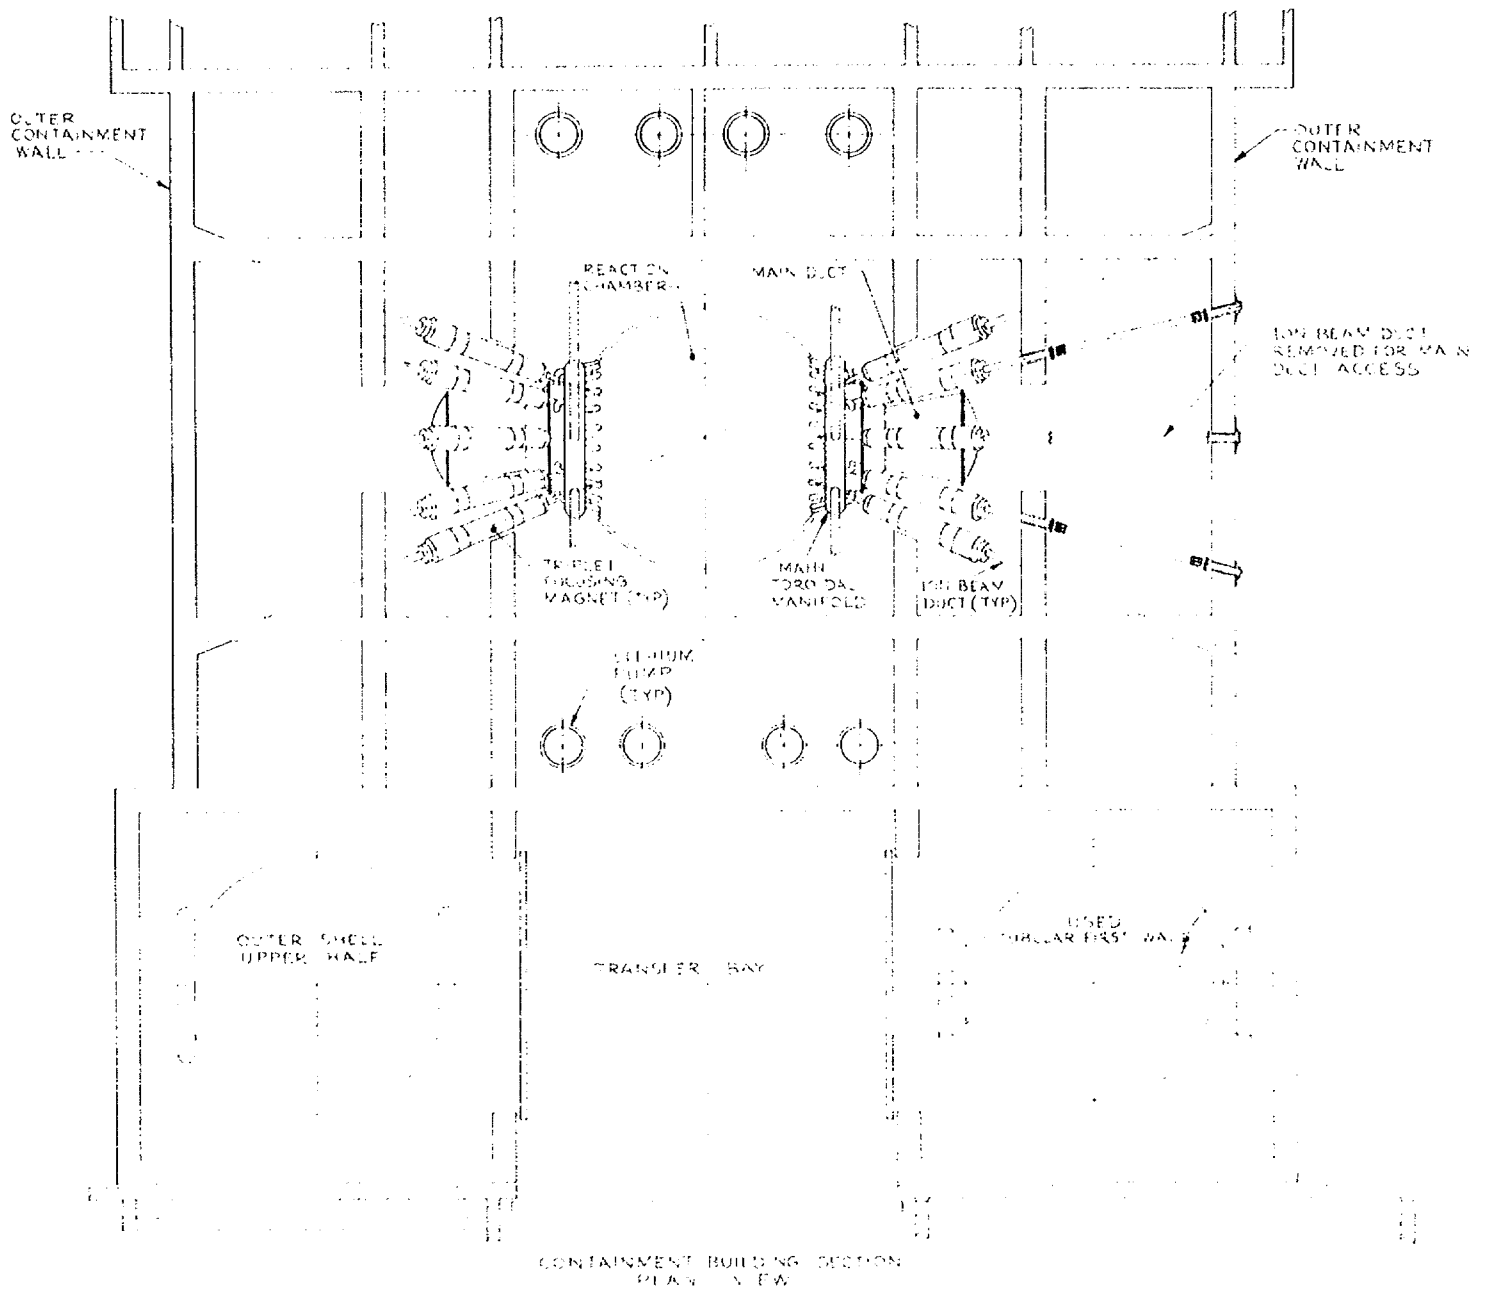 OUTER
CONTAINMENT
WALL
OUTER
CONTAINMENT
WALL
REACTION
CHAMBER
MAIN DUCT
ION BEAM DUCT
REMOVED FOR MAIN
DUCT ACCESS
TRIPLET
FOCUSING
MAGNET (TYP)
MAIN
TOROIDAL
MANIFOLD
ION BEAM
DUCT (TYP)
LITHIUM
PUMP
(TYP)
OUTER SHELL
UPPER HALF
TRANSFER BAY
USED
TUBULAR FIRST WALL
CONTAINMENT BUILDING SECTION
PLAN VIEW